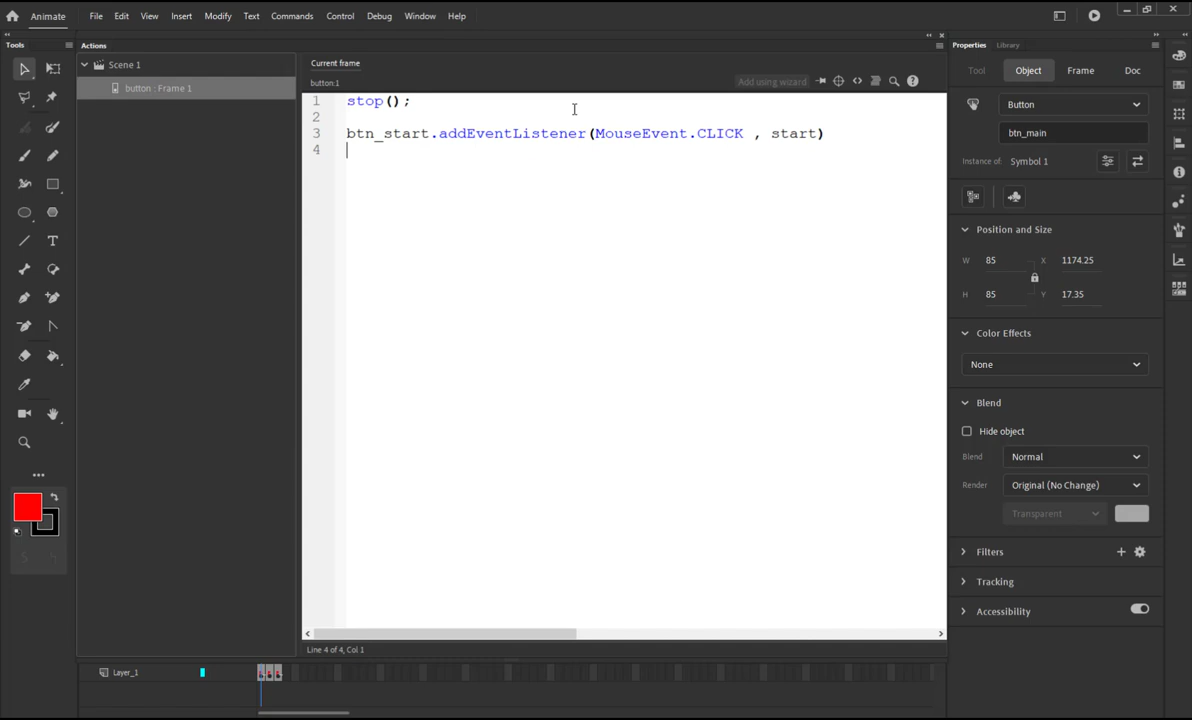 Animate File Edit View Insert Modify Text Commands Control Debug Window Help
Tools
Actions
Scene 1
button : Frame 1
Current frame
button:1
Add using wizard
1 stop();
2
3 btn_start.addEventListener(MouseEvent.CLICK , start)
4
Line 4 of 4, Col 1
Layer_1
Properties Library
Tool Object Frame Doc
Button
btn_main
Instance of: Symbol 1
Position and Size
W 85 X 1174.25
H 85 Y 17.35
Color Effects
None
Blend
Hide object
Blend Normal
Render Original (No Change)
Transparent
Filters
Tracking
Accessibility